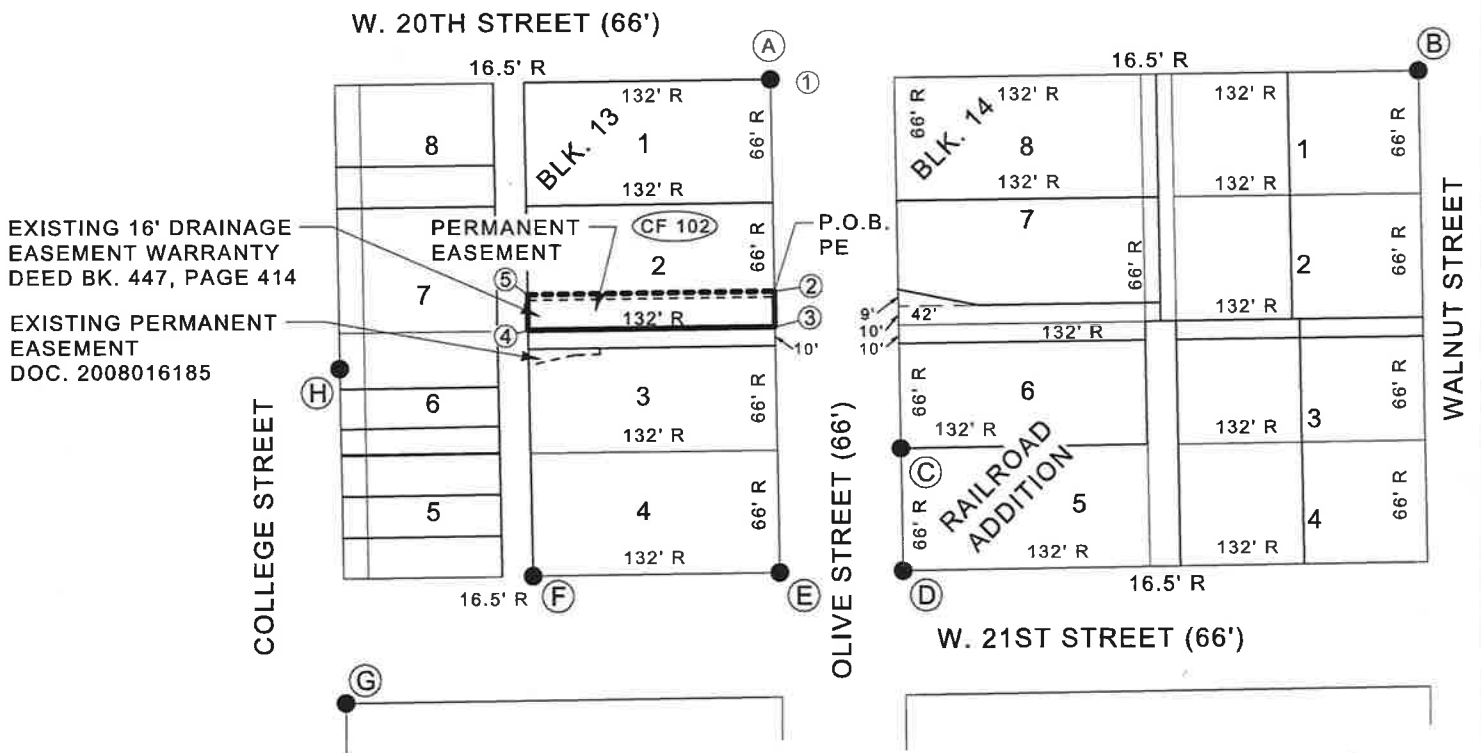 W. 20TH STREET (66')
A
B
16.5' R
16.5' R
1
132' R
66' R
BLK. 13
1
132' R
8
66' R
132' R
BLK. 14
8
132' R
132' R
1
132' R
66' R
EXISTING 16' DRAINAGE
EASEMENT WARRANTY
DEED BK. 447, PAGE 414
PERMANENT
EASEMENT
CF 102
P.O.B.
PE
66' R
2
7
66' R
2
66' R
132' R
WALNUT STREET
7
5
2
132' R
4
3
10'
9'
10'
10'
42'
132' R
EXISTING PERMANENT
EASEMENT
DOC. 2008016185
H
6
3
66' R
132' R
66' R
6
132' R
C
132' R
3
66' R
COLLEGE STREET
OLIVE STREET (66')
RAILROAD
ADDITION
5
4
66' R
132' R
66' R
5
132' R
132' R
4
66' R
16.5' R
F
E
D
16.5' R
W. 21ST STREET (66')
G